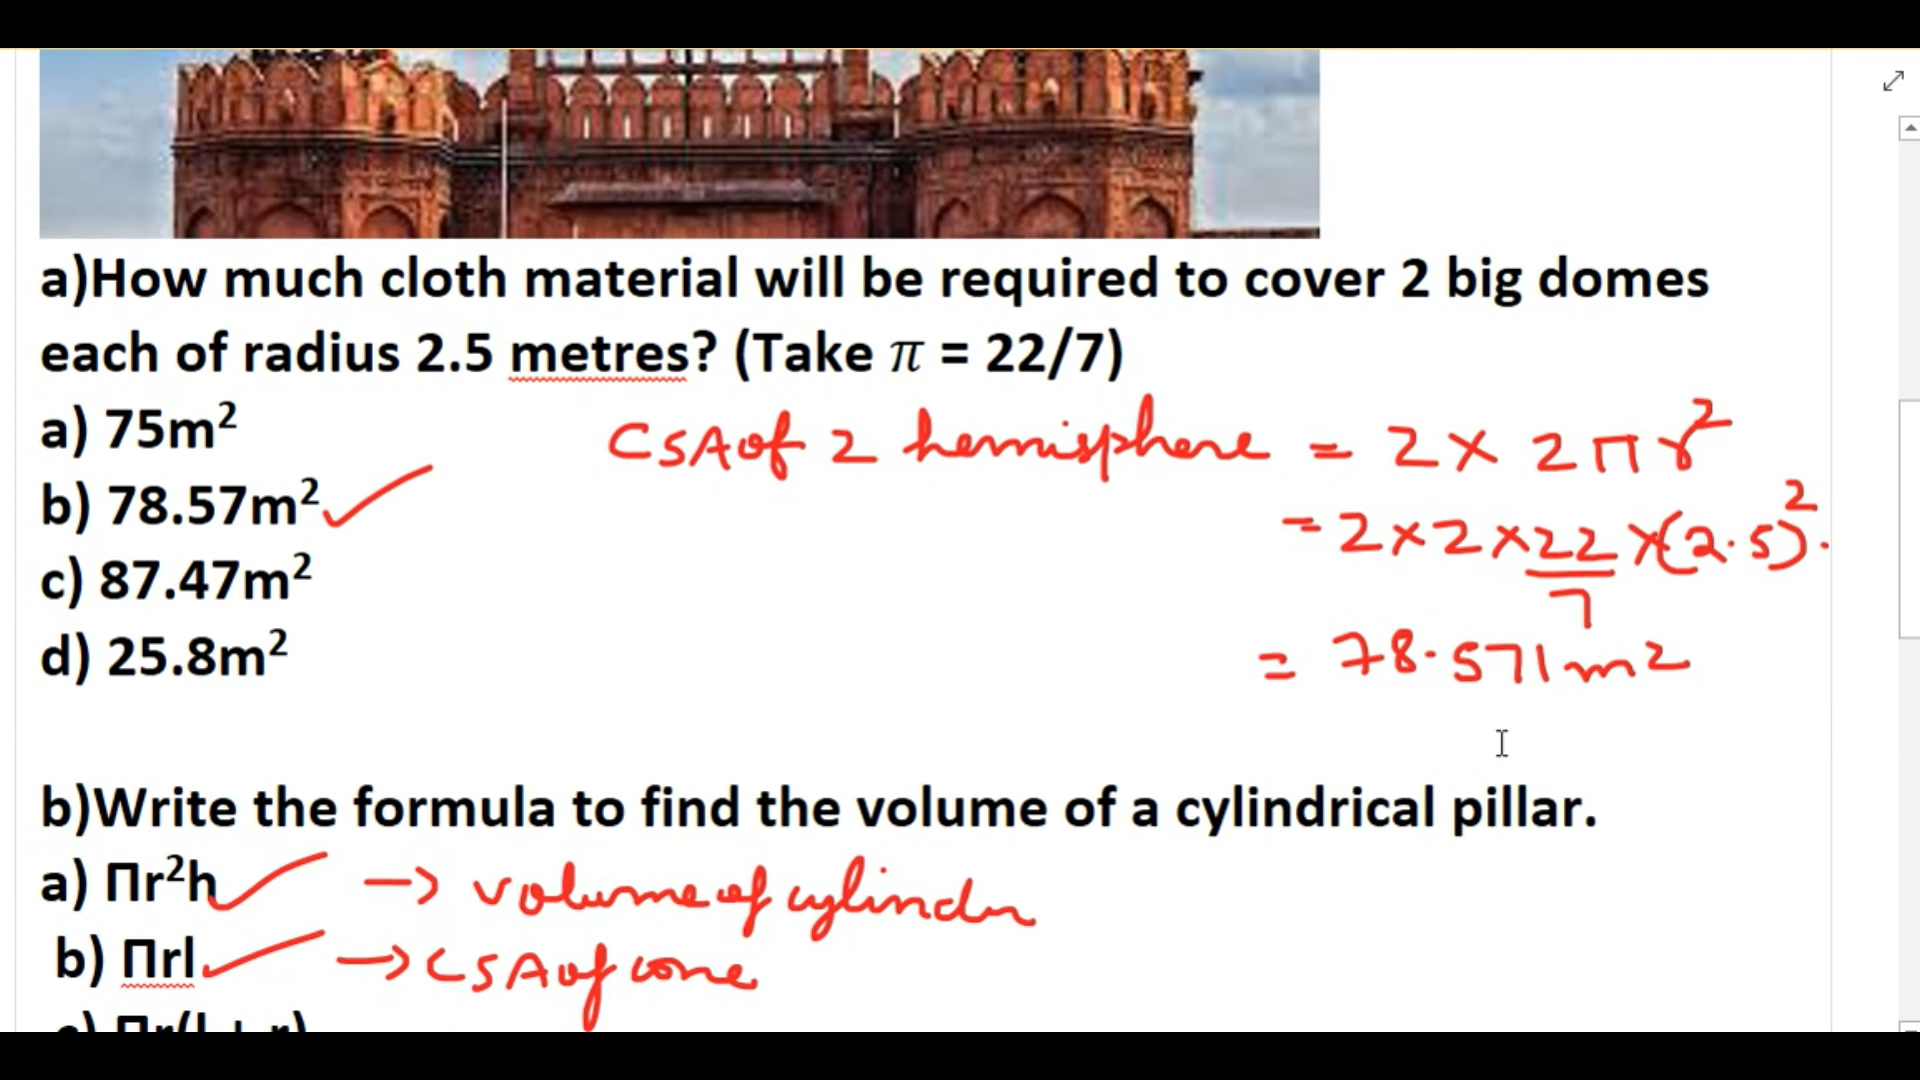 a)How much cloth material will be required to cover 2 big domes
each of radius 2.5 metres? (Take π = 22/7)
a) 75m²
CSA of 2 hemisphere = 2 × 2πr²
b) 78.57m² ✓
= 2×2×22/7×(2.5)².
c) 87.47m²
d) 25.8m²
= 78.571m²
b)Write the formula to find the volume of a cylindrical pillar.
a) Πr²h ✓ → volume of cylinder
b) Πrl ✓ → CSA of cone
c) Πr(l + r)